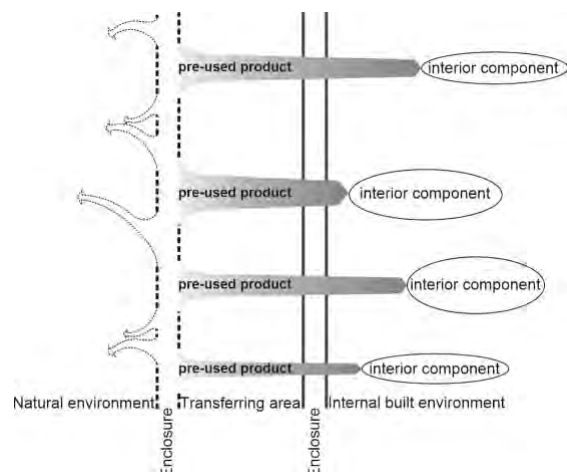 pre-used product interior component
pre-used product interior component
pre-used product interior component
pre-used product interior component
Natural environment Transferring area Internal built environment
Enclosure
Enclosure